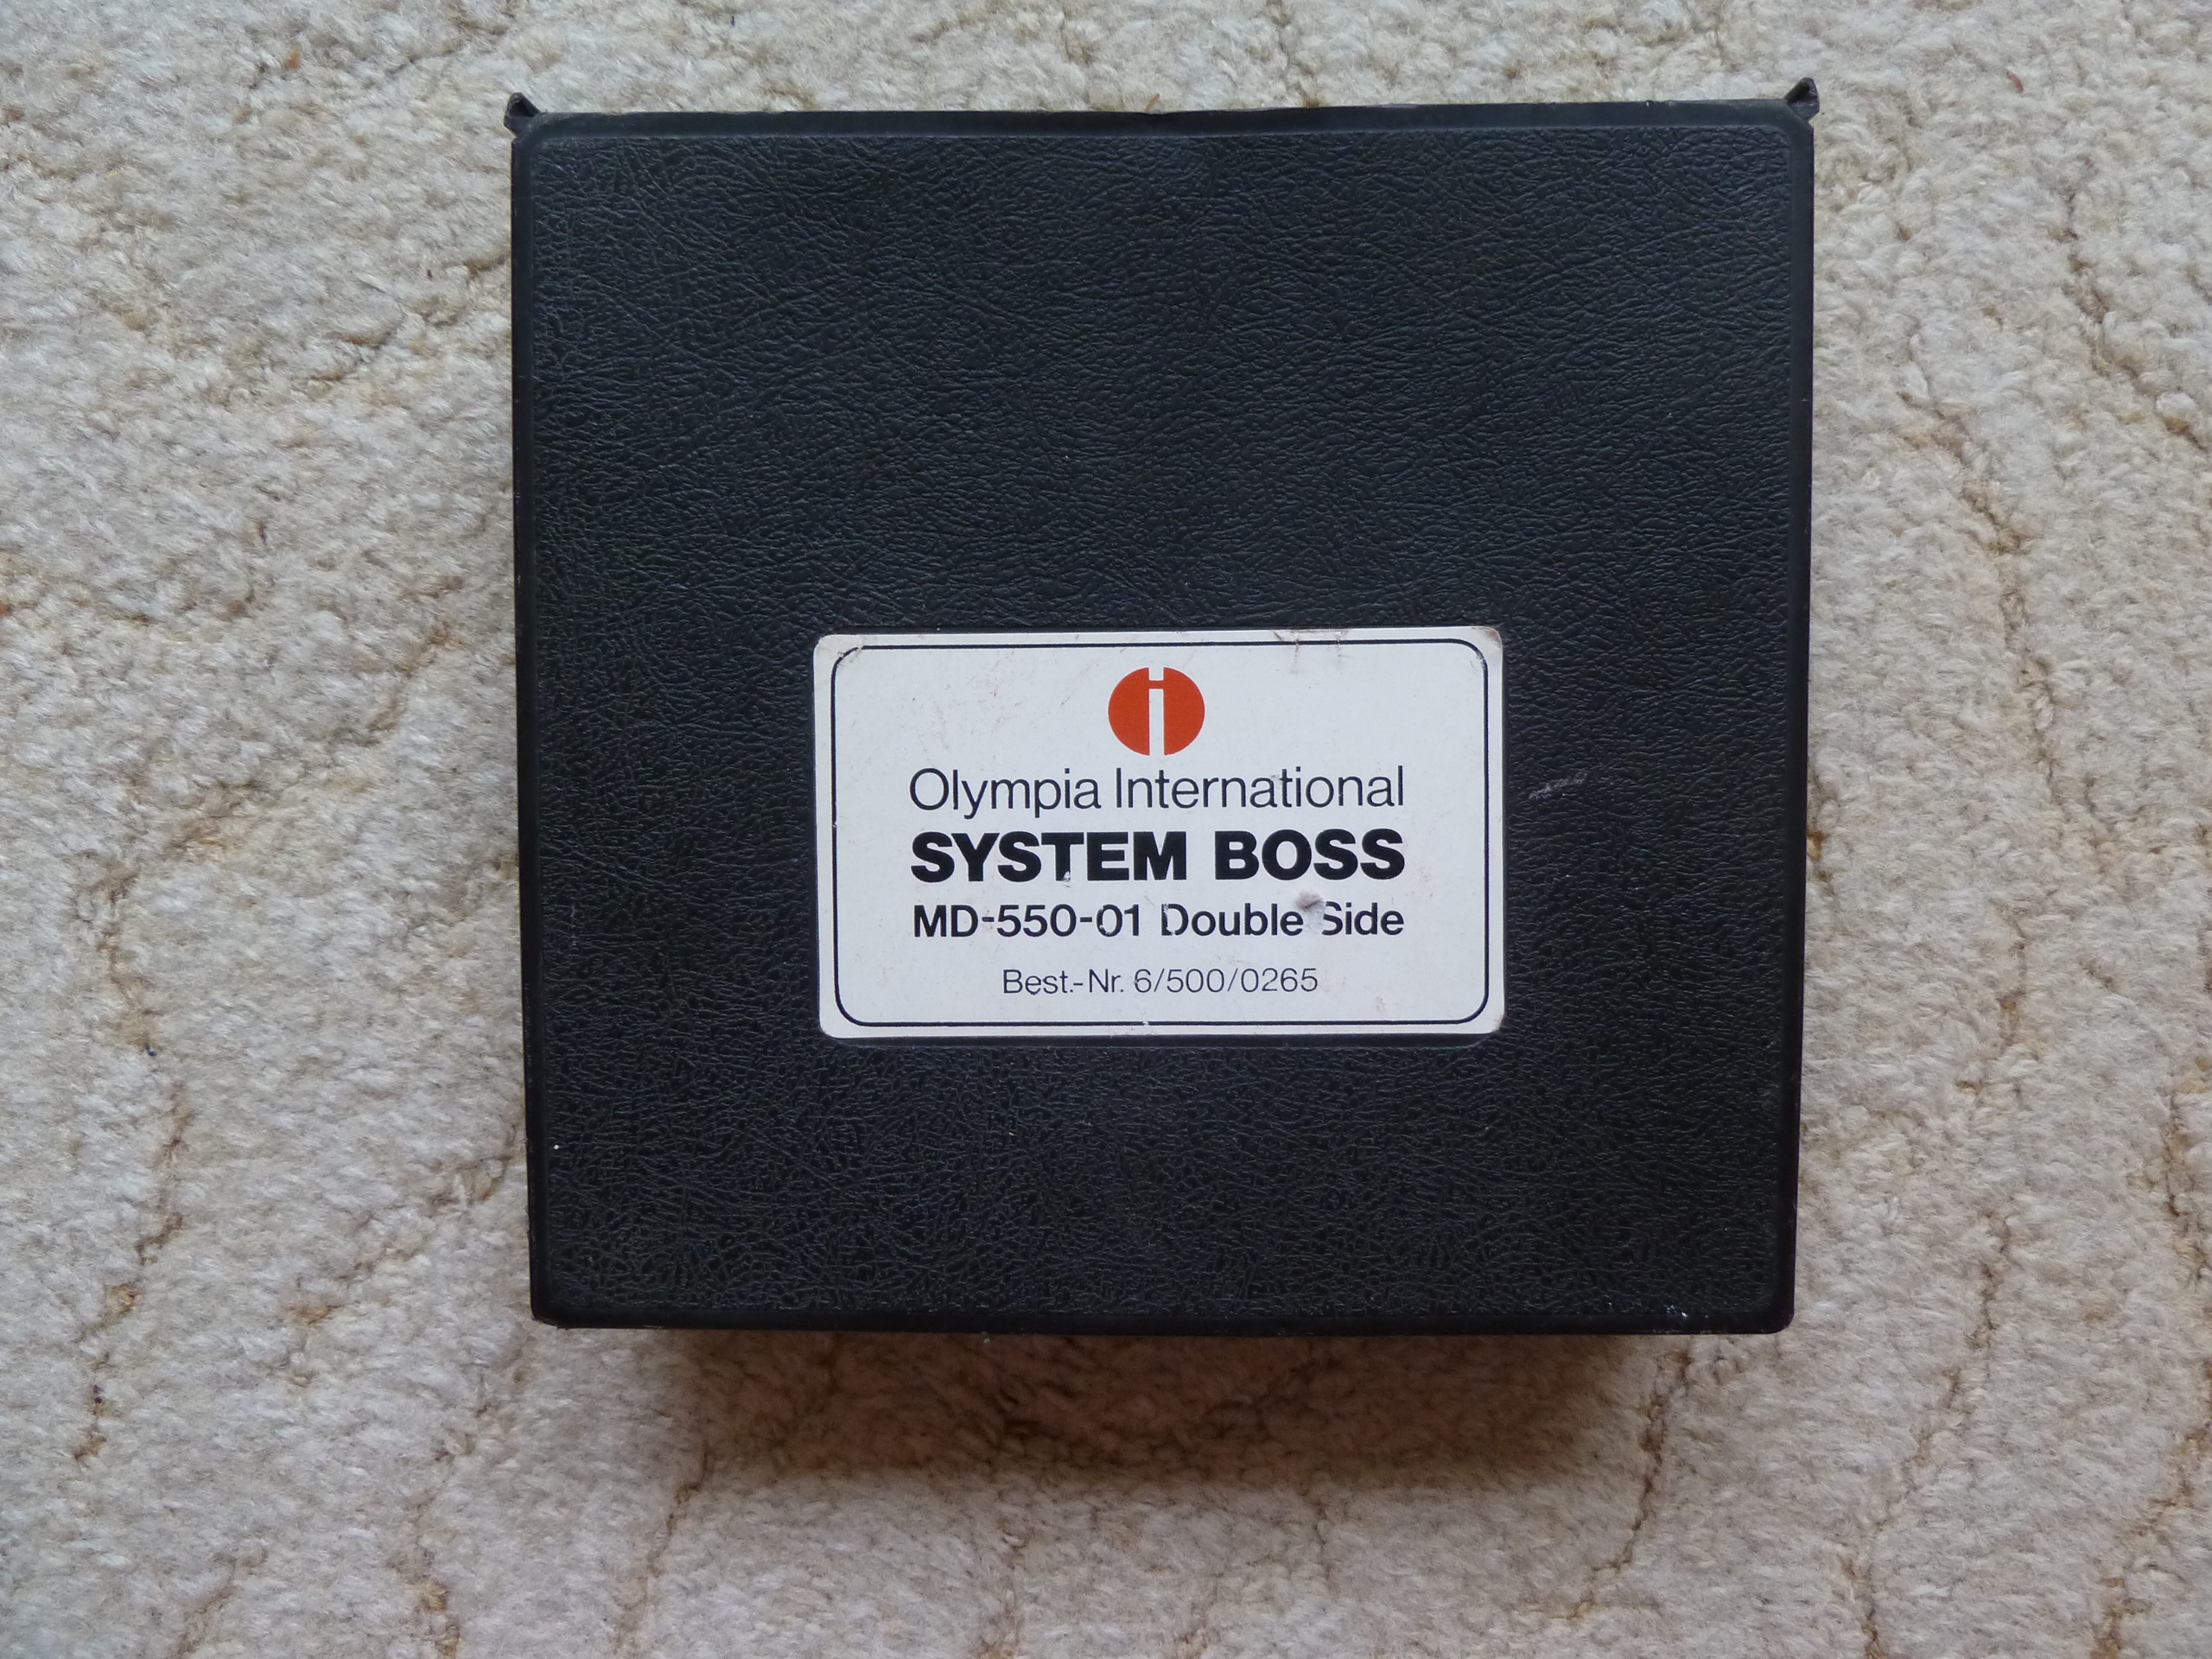 Olympia International
SYSTEM BOSS
MD-550-01 Double Side
Best.-Nr. 6/500/0265